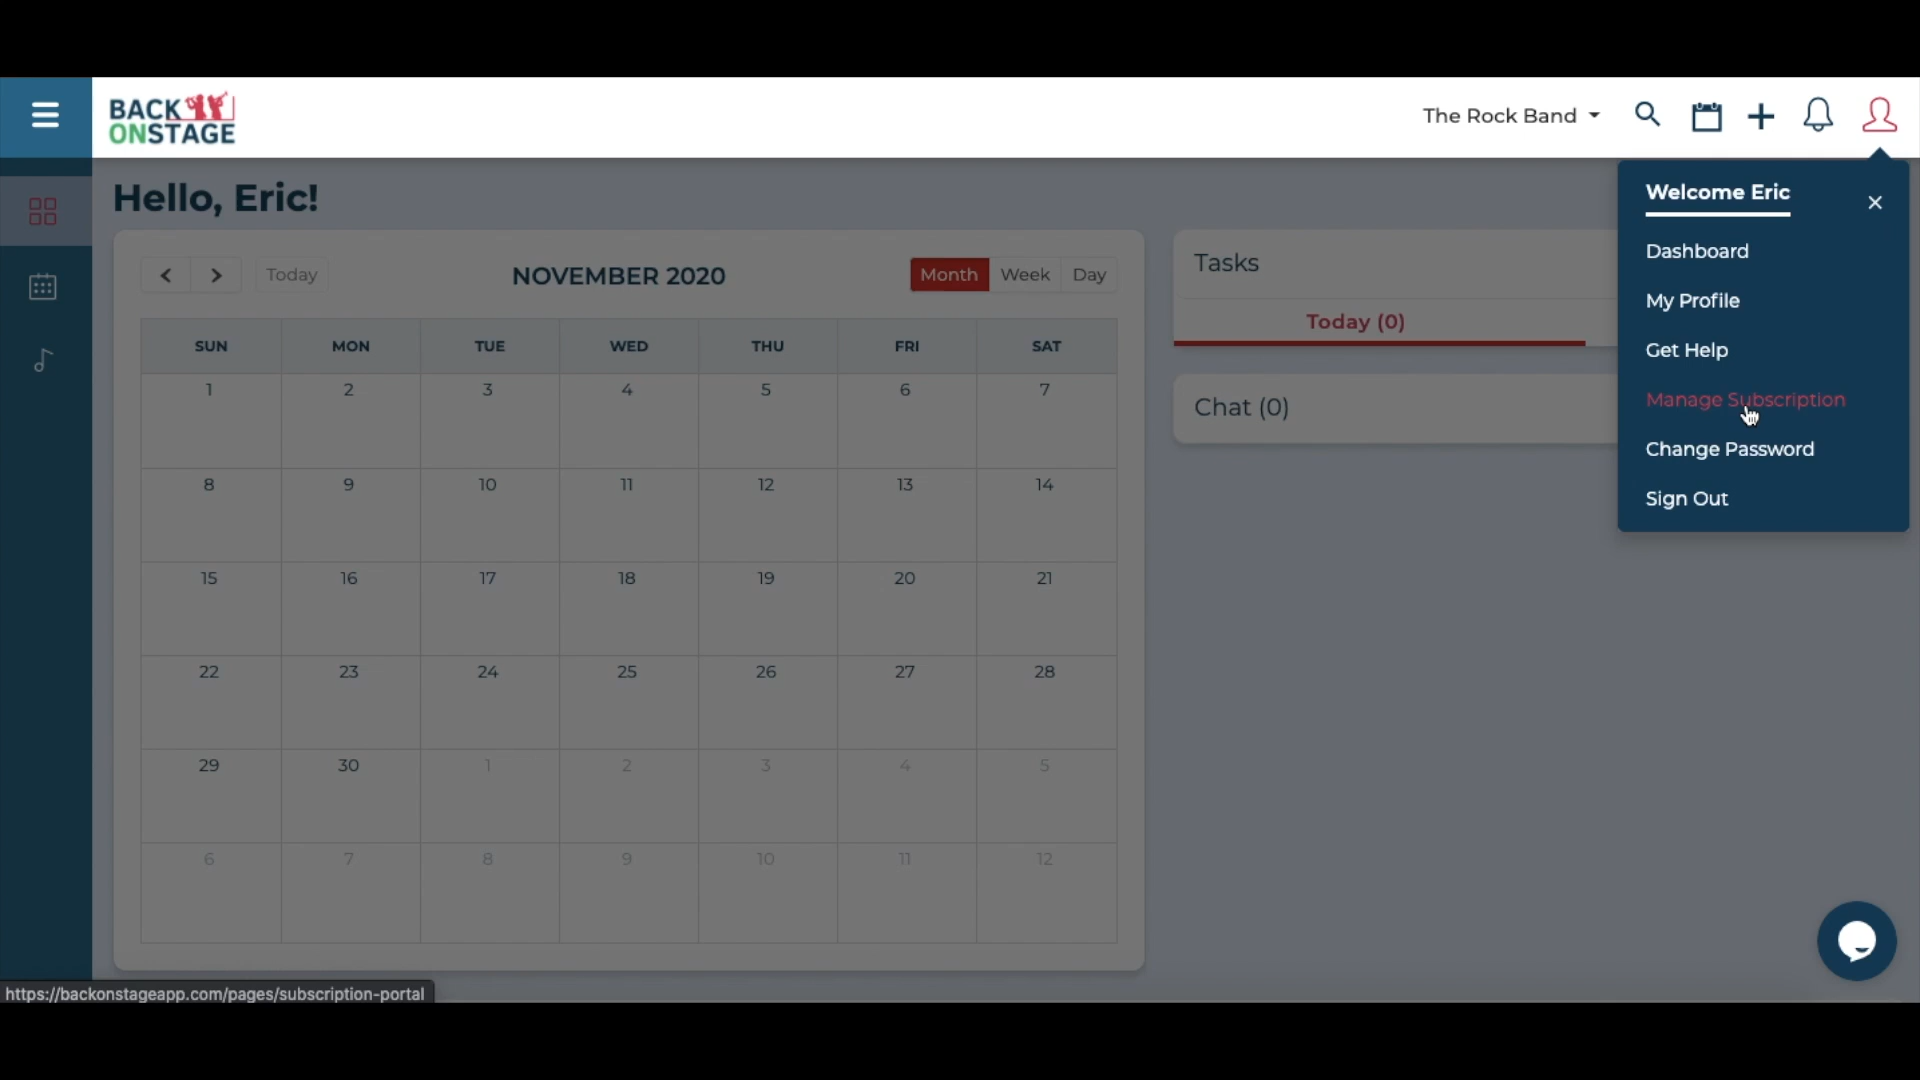 BACK
ONSTAGE
The Rock Band
Hello, Eric!
Today
NOVEMBER 2020
Month Week Day
SUN MON TUE WED THU FRI SAT
1 2 3 4 5 6 7
8 9 10 11 12 13 14
15 16 17 18 19 20 21
22 23 24 25 26 27 28
29 30 1 2 3 4 5
6 7 8 9 10 11 12
Tasks
Today (0)
Chat (0)
Welcome Eric
Dashboard
My Profile
Get Help
Manage Subscription
Change Password
Sign Out
https://backonstageapp.com/pages/subscription-portal